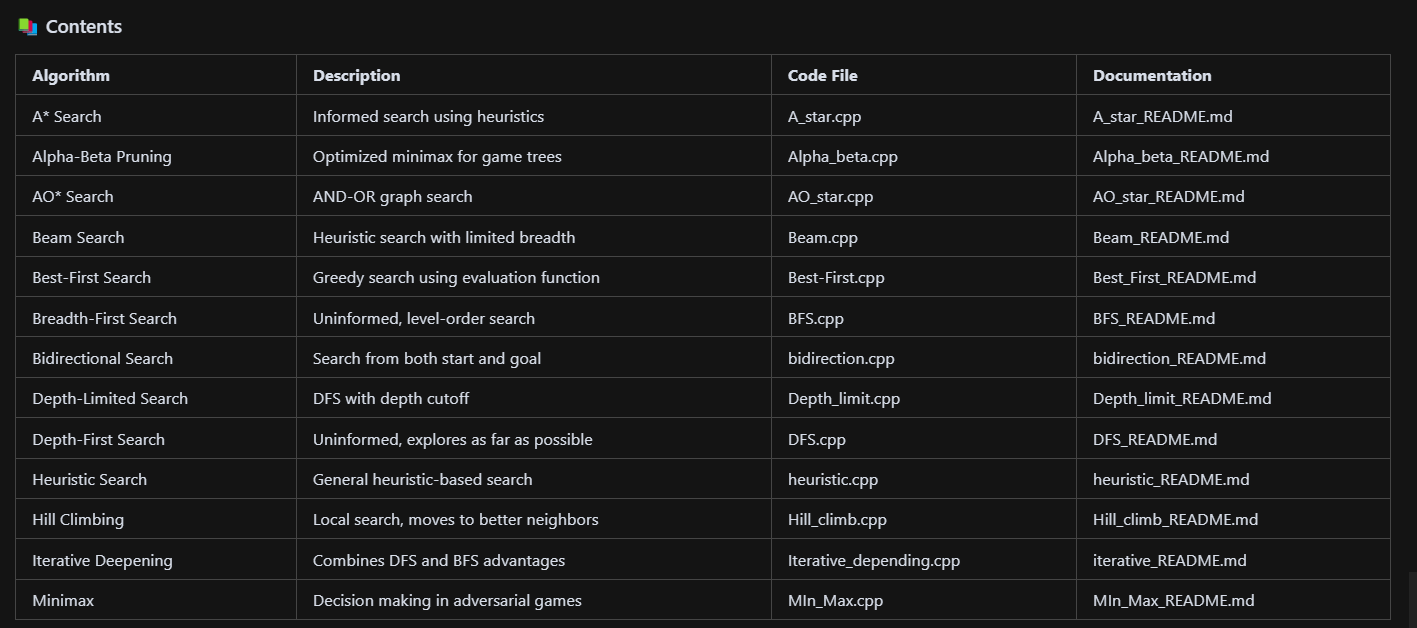 Contents
Algorithm Description Code File Documentation
A* Search Informed search using heuristics A_star.cpp A_star_README.md
Alpha-Beta Pruning Optimized minimax for game trees Alpha_beta.cpp Alpha_beta_README.md
AO* Search AND-OR graph search AO_star.cpp AO_star_README.md
Beam Search Heuristic search with limited breadth Beam.cpp Beam_README.md
Best-First Search Greedy search using evaluation function Best-First.cpp Best_First_README.md
Breadth-First Search Uninformed, level-order search BFS.cpp BFS_README.md
Bidirectional Search Search from both start and goal bidirection.cpp bidirection_README.md
Depth-Limited Search DFS with depth cutoff Depth_limit.cpp Depth_limit_README.md
Depth-First Search Uninformed, explores as far as possible DFS.cpp DFS_README.md
Heuristic Search General heuristic-based search heuristic.cpp heuristic_README.md
Hill Climbing Local search, moves to better neighbors Hill_climb.cpp Hill_climb_README.md
Iterative Deepening Combines DFS and BFS advantages Iterative_depending.cpp iterative_README.md
Minimax Decision making in adversarial games MIn_Max.cpp MIn_Max_README.md